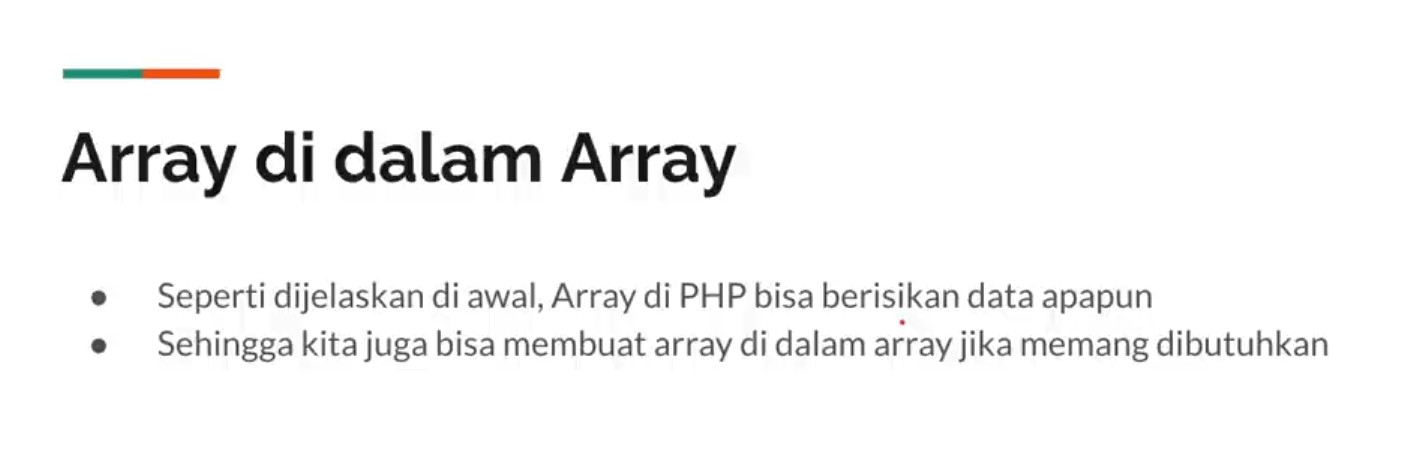 Array di dalam Array
● Seperti dijelaskan di awal, Array di PHP bisa berisikan data apapun
● Sehingga kita juga bisa membuat array di dalam array jika memang dibutuhkan